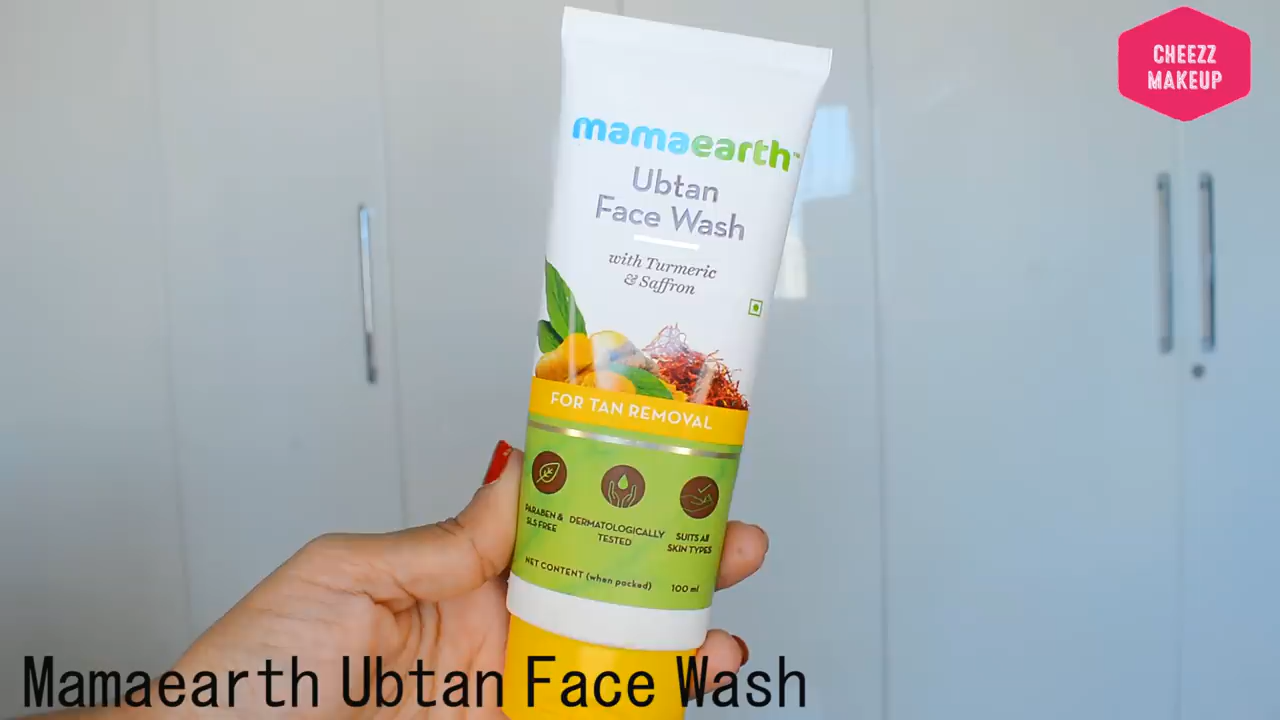 CHEEZZ
MAKEUP
mamaearth™
Ubtan
Face Wash
with Turmeric
& Saffron
FOR TAN REMOVAL
PARABEN &
SLS FREE
DERMATOLOGICALLY
TESTED
SUITS All
SKIN TYPES
NET CONTENT (when packed) 100 ml
Mamaearth Ubtan Face Wash